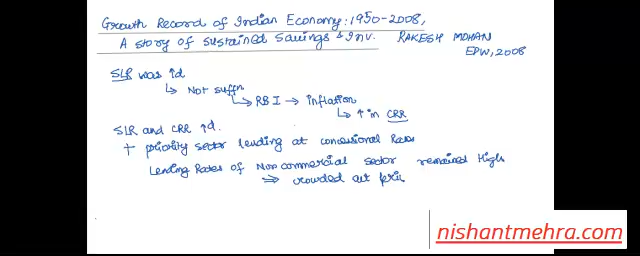 Growth Record of Indian Economy: 1950-2008,
A story of Sustained Savings & Inv. RAKESH MOHAN
EPW, 2008
SLR was ↑d
↳ Not suffn
↳ RBI → inflation
↳ ↑ in CRR
SLR and CRR ↑d.
+ priority sector lending at concessional Rates
Lending Rates of Non commercial sector remained High
⇒ crowded out priv
nishantmehra.com